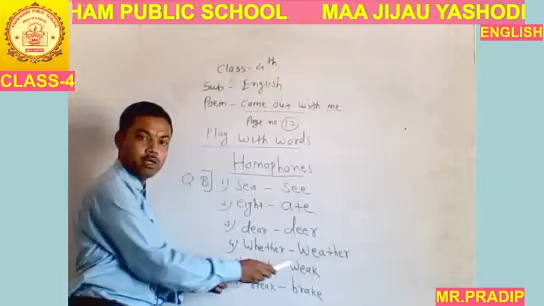 HAM PUBLIC SCHOOL MAA JIJAU YASHODI
ENGLISH
CLASS-4
Class-4th
Sub - English
Poem - Come out with me
Page no 12
Play with words
Homophones
Q B] 1) Sea - See
2) eight - ate
3) dear - deer
4) Whether - Weather
weak
brake
MR.PRADIP